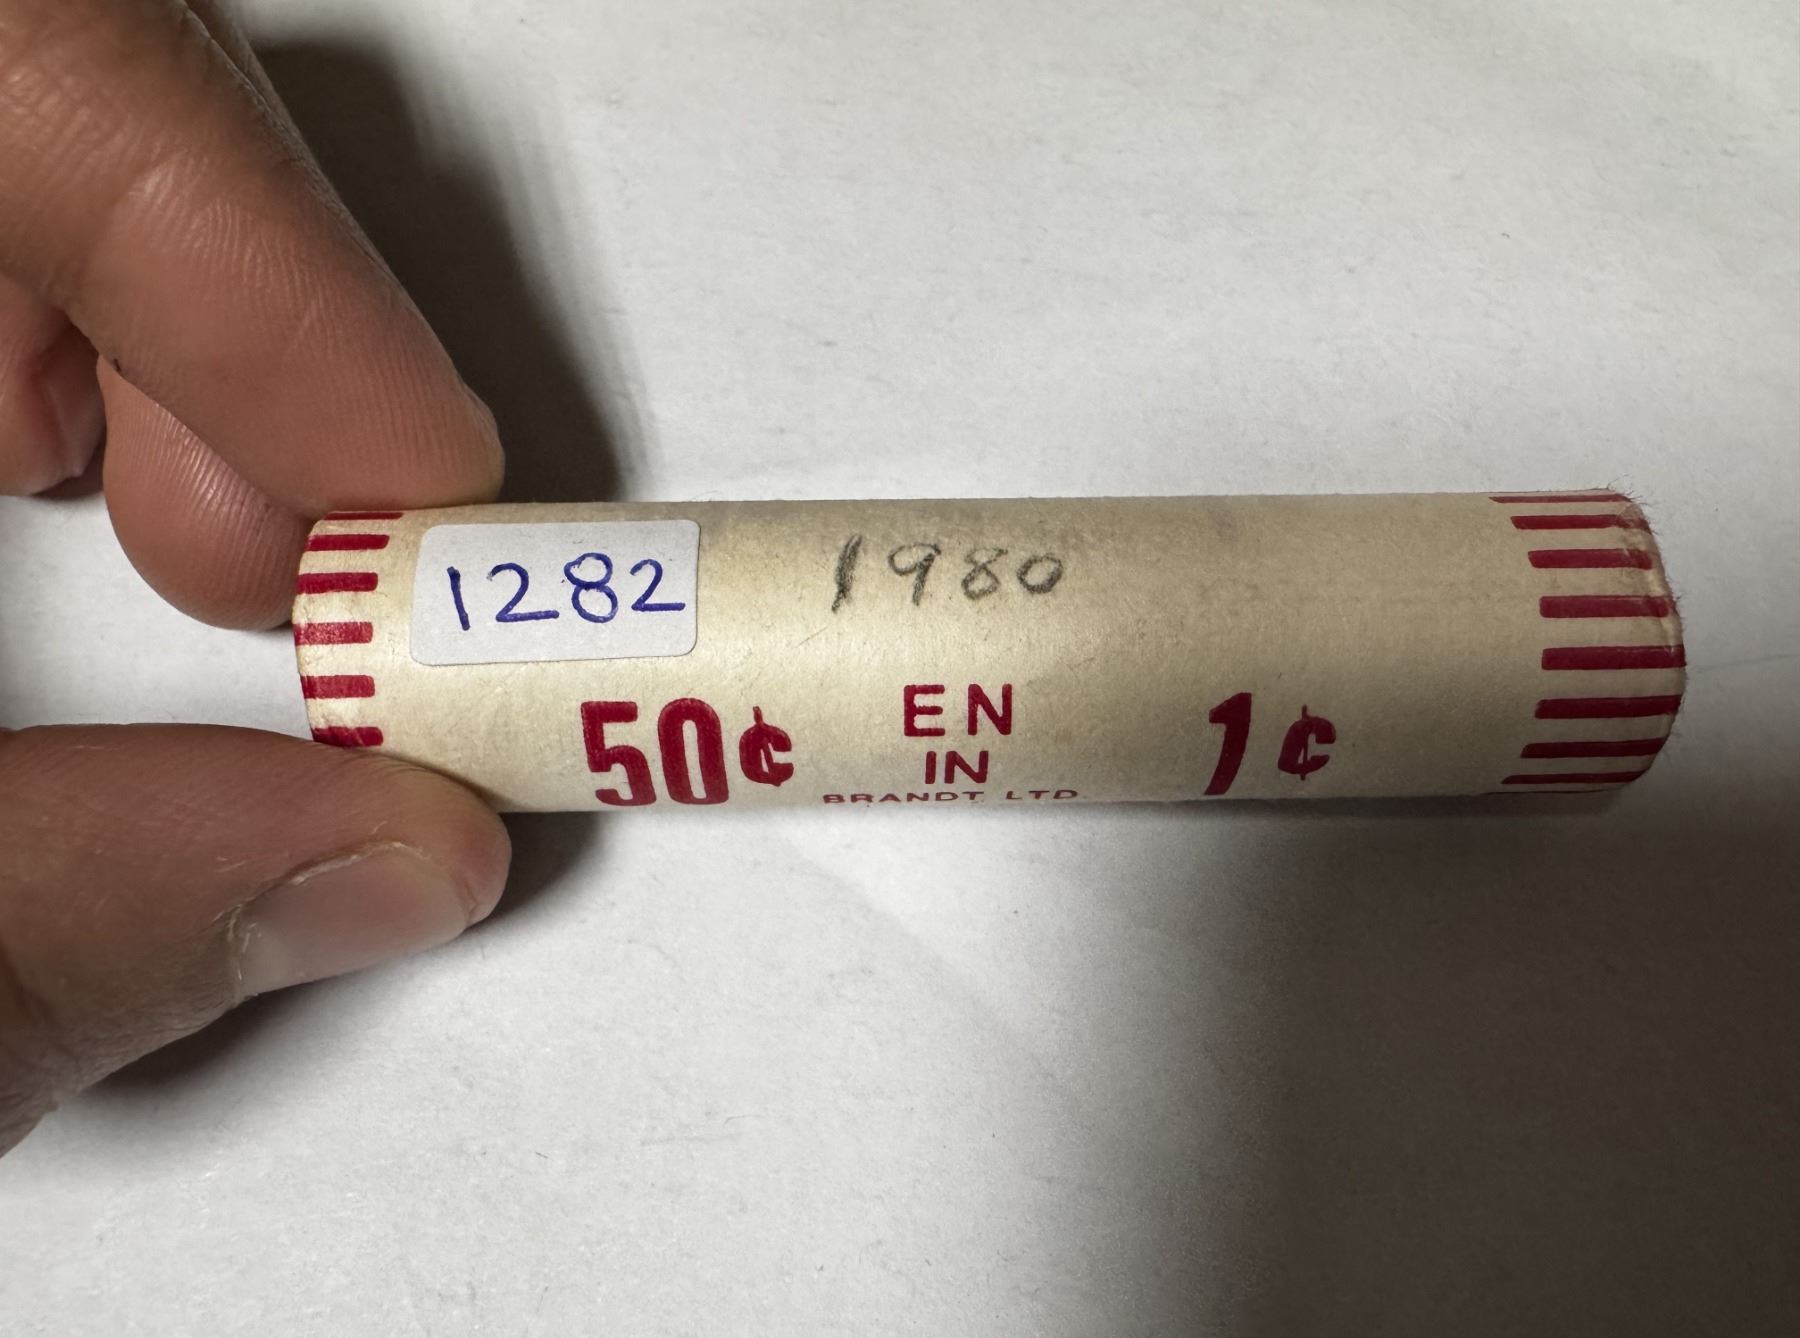 1282
1980
50¢ EN 1¢
IN
BRANDT LTD.